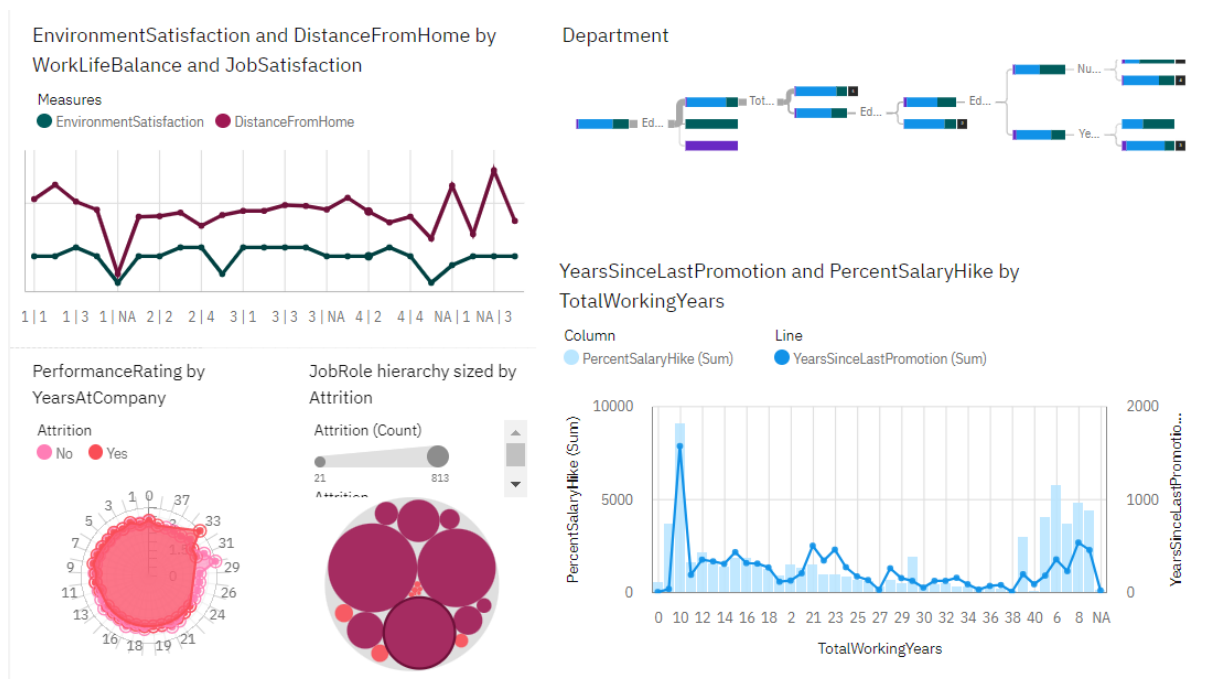 EnvironmentSatisfaction and DistanceFromHome by
WorkLifeBalance and JobSatisfaction
Measures
EnvironmentSatisfaction DistanceFromHome
1|1 1|3 1|NA 2|2 2|4 3|1 3|3 3|NA 4|2 4|4 NA|1 NA|3
Department
Ed... Tot... Ed... Ed... Nu...
Ye...
PerformanceRating by
YearsAtCompany
Attrition
No Yes
1 0 37
3 33
5 31
7 29
9 26
11 24
13 21
16 18 19
JobRole hierarchy sized by
Attrition
Attrition (Count)
21 813
YearsSinceLastPromotion and PercentSalaryHike by
TotalWorkingYears
Column Line
PercentSalaryHike (Sum) YearsSinceLastPromotion (Sum)
PercentSalaryHike (Sum)
10000 2000
5000 1000
0 0
YearsSinceLastPromotio...
0 10 12 14 16 18 2 21 23 25 27 29 30 32 34 36 38 40 6 8 NA
TotalWorkingYears